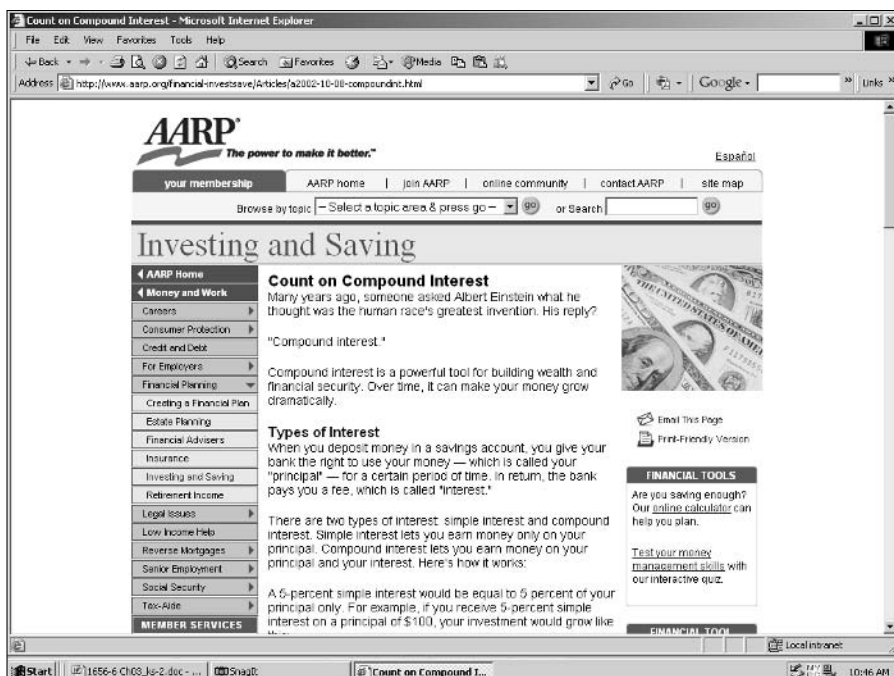 Count on Compound Interest - Microsoft Internet Explorer
File Edit View Favorites Tools Help
Back Search Favorites Media
Address http://www.aarp.org/financial-investsave/Articles/a2002-10-08-compoundint.html Go Google Links
AARP
The power to make it better.™
Español
your membership AARP home | join AARP | online community | contact AARP | site map
Browse by topic – Select a topic area & press go – go or Search go
Investing and Saving
AARP Home
Money and Work
Careers
Consumer Protection
Credit and Debt
For Employers
Financial Planning
Creating a Financial Plan
Estate Planning
Financial Advisers
Insurance
Investing and Saving
Retirement Income
Legal Issues
Low Income Help
Reverse Mortgages
Senior Employment
Social Security
Tax-Aide
MEMBER SERVICES
Count on Compound Interest
Many years ago, someone asked Albert Einstein what he
thought was the human race's greatest invention. His reply?
"Compound interest."
Compound interest is a powerful tool for building wealth and
financial security. Over time, it can make your money grow
dramatically.
Types of Interest
When you deposit money in a savings account, you give your
bank the right to use your money — which is called your
"principal" — for a certain period of time. In return, the bank
pays you a fee, which is called "interest."
There are two types of interest: simple interest and compound
interest. Simple interest lets you earn money only on your
principal. Compound interest lets you earn money on your
principal and your interest. Here's how it works:
A 5-percent simple interest would be equal to 5 percent of your
principal only. For example, if you receive 5-percent simple
interest on a principal of $100, your investment would grow like
THE UNITED STATES OF AMERICA
Email This Page
Print-Friendly Version
FINANCIAL TOOLS
Are you saving enough?
Our online calculator can
help you plan.
Test your money
management skills with
our interactive quiz.
FINANCIAL TOOL
Local intranet
Start 1656-6 Ch03_ks-2.doc - ... SnagIt Count on Compound I... 10:46 AM